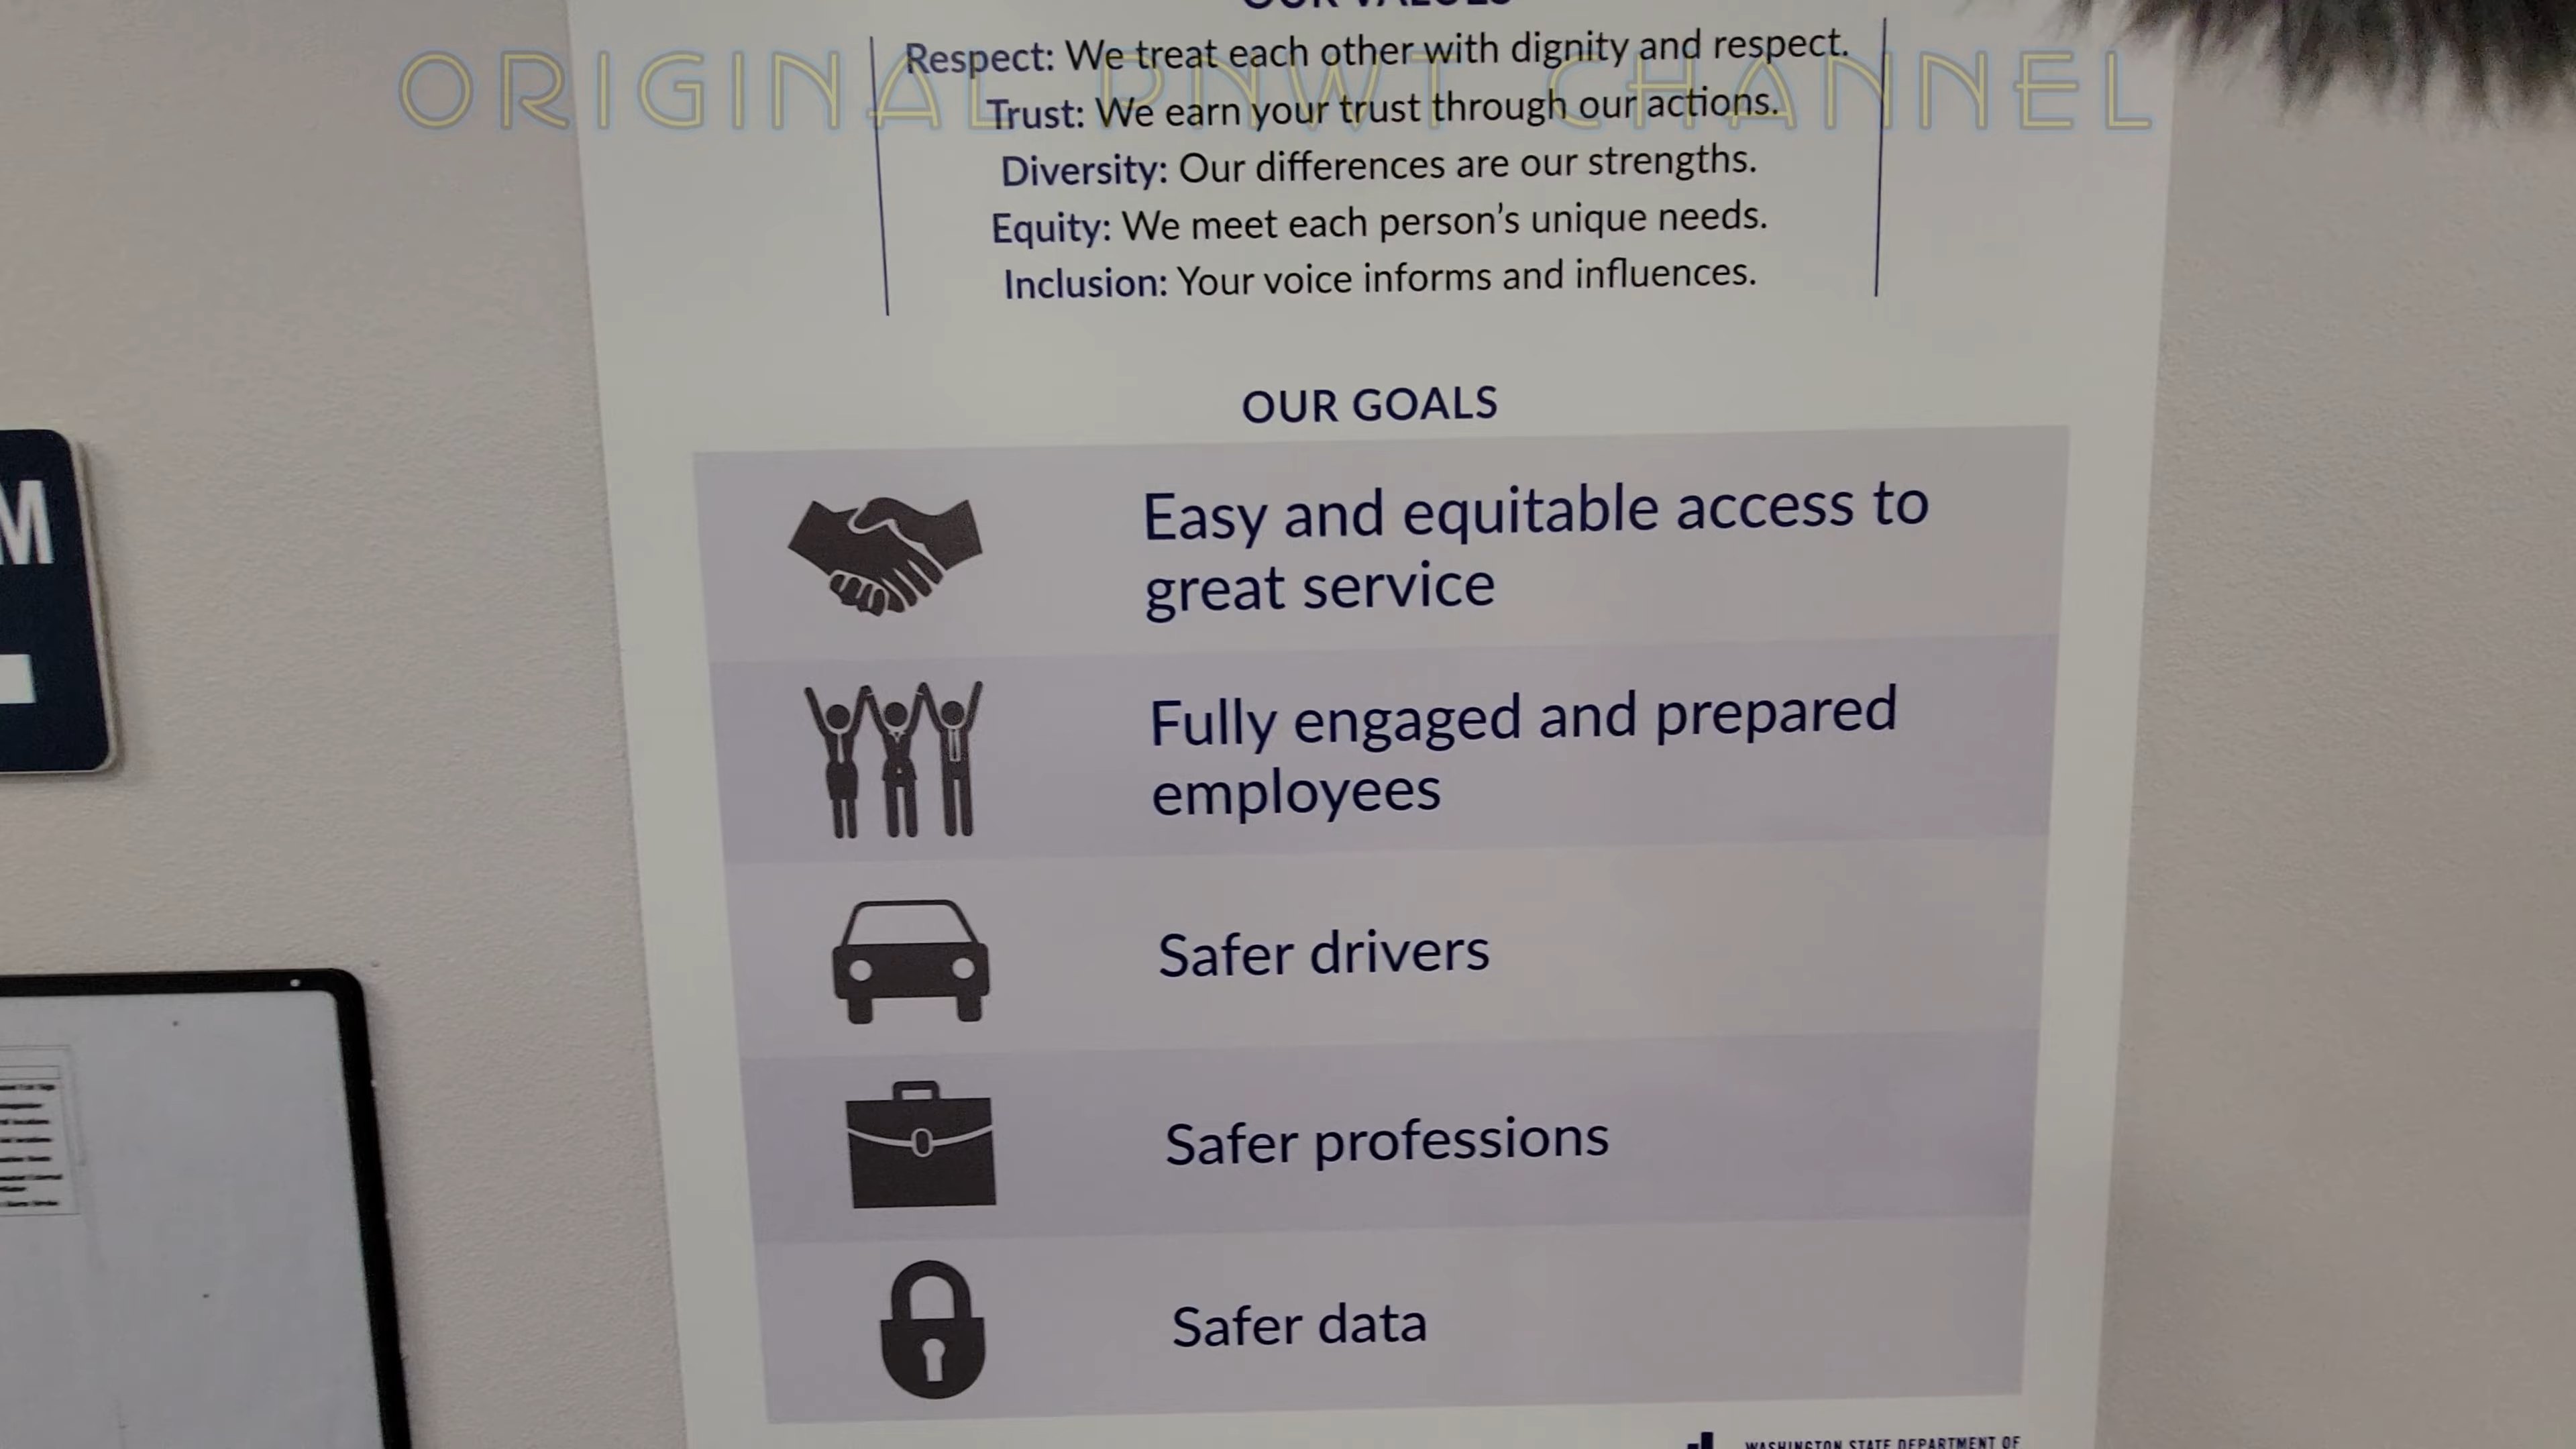 OUR VALUES
ORIGINAL PNWT CHANNEL
Respect: We treat each other with dignity and respect.
Trust: We earn your trust through our actions.
Diversity: Our differences are our strengths.
Equity: We meet each person's unique needs.
Inclusion: Your voice informs and influences.
OUR GOALS
M
Easy and equitable access to
great service
Fully engaged and prepared
employees
Safer drivers
Safer professions
Safer data
WASHINGTON STATE DEPARTMENT OF